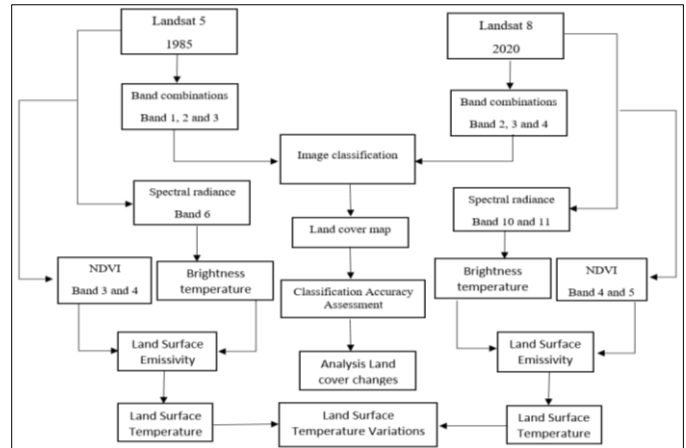 Landsat 5
1985
Landsat 8
2020
Band combinations
Band 1, 2 and 3
Band combinations
Band 2, 3 and 4
Image classification
Spectral radiance
Band 6
Spectral radiance
Band 10 and 11
Land cover map
NDVI
Band 3 and 4
Brightness
temperature
Classification Accuracy
Assessment
Brightness
temperature
NDVI
Band 4 and 5
Land Surface
Emissivity
Analysis Land
cover changes
Land Surface
Emissivity
Land Surface
Temperature
Land Surface
Temperature Variations
Land Surface
Temperature